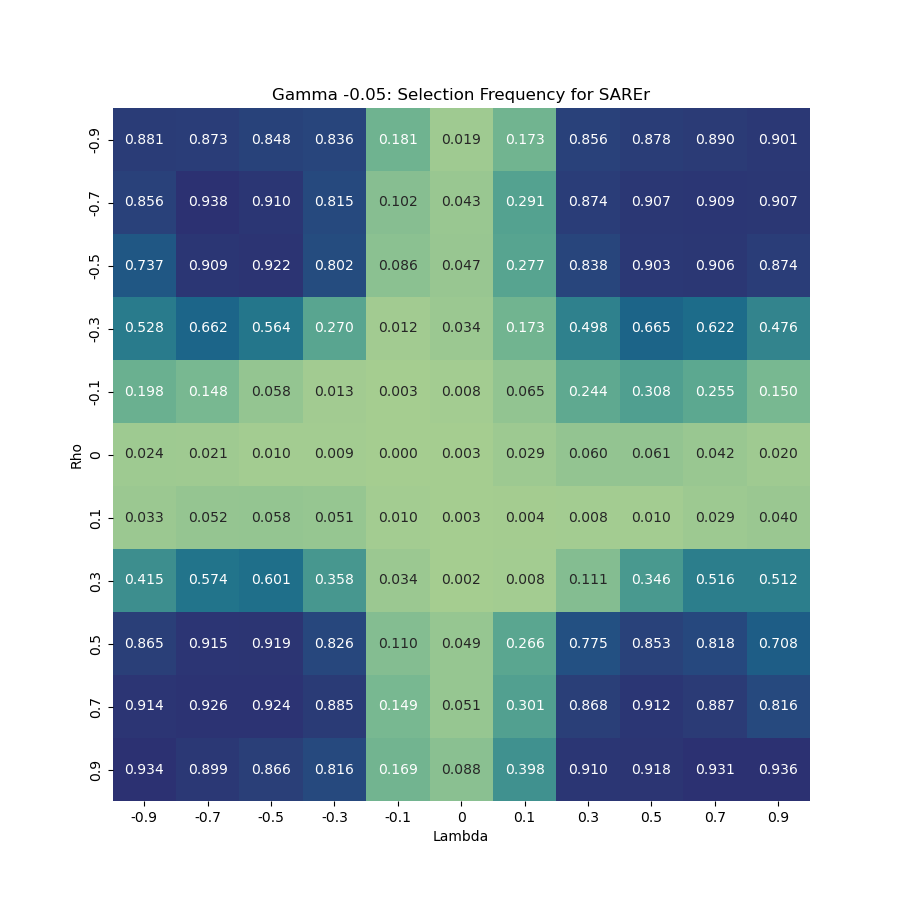 Gamma -0.05: Selection Frequency for SAREr
-0.9 0.881 0.873 0.848 0.836 0.181 0.019 0.173 0.856 0.878 0.890 0.901
-0.7 0.856 0.938 0.910 0.815 0.102 0.043 0.291 0.874 0.907 0.909 0.907
-0.5 0.737 0.909 0.922 0.802 0.086 0.047 0.277 0.838 0.903 0.906 0.874
-0.3 0.528 0.662 0.564 0.270 0.012 0.034 0.173 0.498 0.665 0.622 0.476
-0.1 0.198 0.148 0.058 0.013 0.003 0.008 0.065 0.244 0.308 0.255 0.150
Rho
0 0.024 0.021 0.010 0.009 0.000 0.003 0.029 0.060 0.061 0.042 0.020
0.1 0.033 0.052 0.058 0.051 0.010 0.003 0.004 0.008 0.010 0.029 0.040
0.3 0.415 0.574 0.601 0.358 0.034 0.002 0.008 0.111 0.346 0.516 0.512
0.5 0.865 0.915 0.919 0.826 0.110 0.049 0.266 0.775 0.853 0.818 0.708
0.7 0.914 0.926 0.924 0.885 0.149 0.051 0.301 0.868 0.912 0.887 0.816
0.9 0.934 0.899 0.866 0.816 0.169 0.088 0.398 0.910 0.918 0.931 0.936
-0.9 -0.7 -0.5 -0.3 -0.1 0 0.1 0.3 0.5 0.7 0.9
Lambda